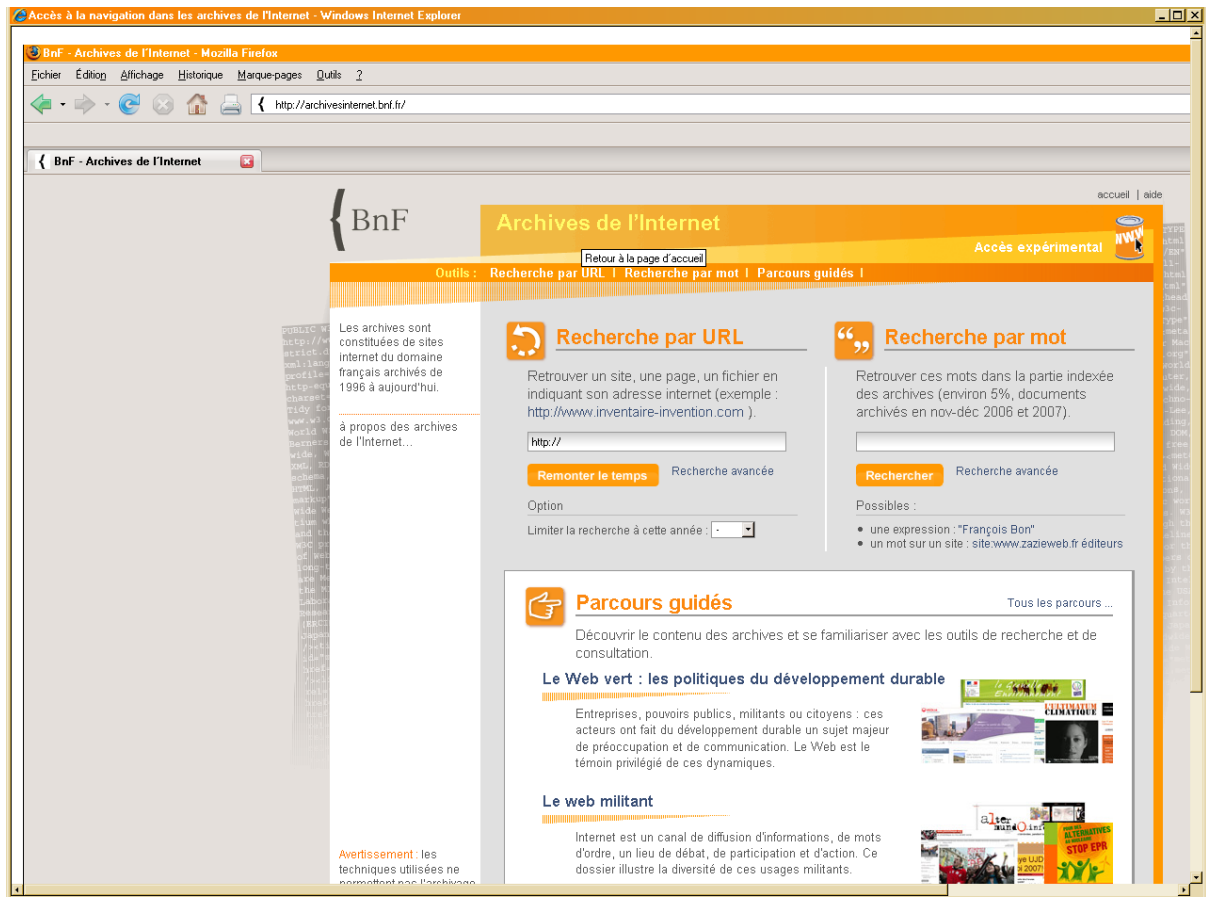 Accès à la navigation dans les archives de l'Internet - Windows Internet Explorer
BnF - Archives de l'Internet - Mozilla Firefox
Fichier Édition Affichage Historique Marque-pages Outils ?
http://archivesinternet.bnf.fr/
BnF - Archives de l'Internet
accueil | aide
BnF
Archives de l'Internet
WWW
Accès expérimental
Retour à la page d'accueil
Outils : Recherche par URL | Recherche par mot | Parcours guidés |
Les archives sont
constituées de sites
internet du domaine
français archivés de
1996 à aujourd'hui.
à propos des archives
de l'Internet...
Recherche par URL
Retrouver un site, une page, un fichier en
indiquant son adresse internet (exemple :
http://www.inventaire-invention.com ).
http://
Remonter le temps Recherche avancée
Option
Limiter la recherche à cette année : -
Recherche par mot
Retrouver ces mots dans la partie indexée
des archives (environ 5%, documents
archivés en nov-déc 2006 et 2007).
Rechercher Recherche avancée
Possibles :
• une expression : "François Bon"
• un mot sur un site : site:www.zazieweb.fr éditeurs
Parcours guidés
Tous les parcours ...
Découvrir le contenu des archives et se familiariser avec les outils de recherche et de
consultation.
Le Web vert : les politiques du développement durable
Entreprises, pouvoirs publics, militants ou citoyens : ces
acteurs ont fait du développement durable un sujet majeur
de préoccupation et de communication. Le Web est le
témoin privilégié de ces dynamiques.
L'ULTIMATUM
CLIMATIQUE
Le web militant
Internet est un canal de diffusion d'informations, de mots
d'ordre, un lieu de débat, de participation et d'action. Ce
dossier illustre la diversité de ces usages militants.
alter
mundo.info
ALTERNATIVES
STOP EPR
Avertissement : les
techniques utilisées ne
permettent pas l'archivage